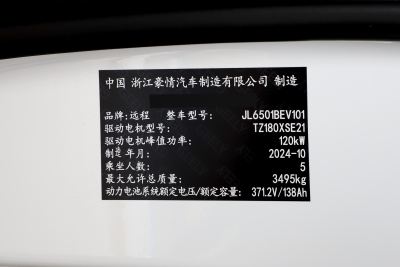 中国 浙江豪情汽车制造有限公司 制造
品牌:远程 整车型号: JL6501BEV101
驱动电机型号: TZ180XSE21
驱动电机峰值功率: 120kW
制造年月: 2024-10
乘坐人数: 5
最大允许总质量: 3495kg
动力电池系统额定电压/额定容量: 371.2V/138Ah